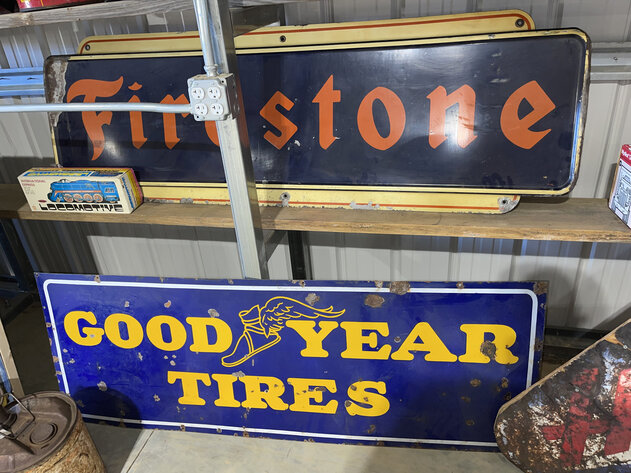 Firestone
LOCOMOTIVE
GOOD YEAR
TIRES